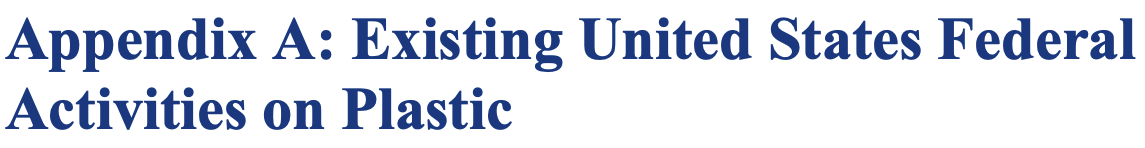 Appendix A: Existing United States Federal
Activities on Plastic